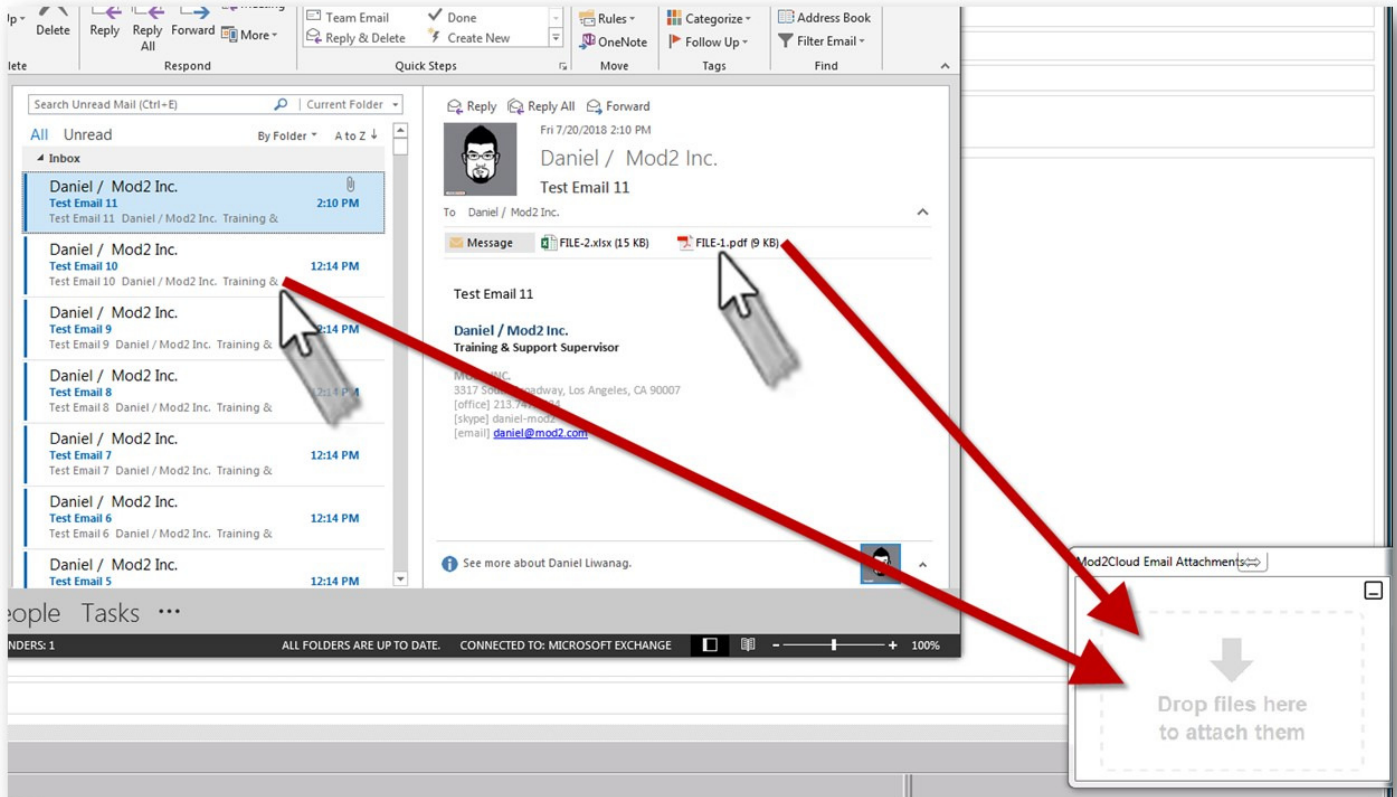 Up
Delete
Reply
Reply All
Forward
Meeting
More
Team Email
Reply & Delete
Done
Create New
Rules
OneNote
Categorize
Follow Up
Address Book
Filter Email
lete
Respond
Quick Steps
Move
Tags
Find
Search Unread Mail (Ctrl+E)
Current Folder
All Unread
By Folder A to Z
Inbox
Daniel / Mod2 Inc.
Test Email 11 2:10 PM
Test Email 11 Daniel / Mod2 Inc. Training &
Daniel / Mod2 Inc.
Test Email 10 12:14 PM
Test Email 10 Daniel / Mod2 Inc. Training &
Daniel / Mod2 Inc.
Test Email 9 2:14 PM
Test Email 9 Daniel / Mod2 Inc. Training &
Daniel / Mod2 Inc.
Test Email 8 12:14 PM
Test Email 8 Daniel / Mod2 Inc. Training &
Daniel / Mod2 Inc.
Test Email 7 12:14 PM
Test Email 7 Daniel / Mod2 Inc. Training &
Daniel / Mod2 Inc.
Test Email 6 12:14 PM
Test Email 6 Daniel / Mod2 Inc. Training &
Daniel / Mod2 Inc.
Test Email 5 12:14 PM
Reply Reply All Forward
Fri 7/20/2018 2:10 PM
Daniel / Mod2 Inc.
Test Email 11
To Daniel / Mod2 Inc.
Message FILE-2.xlsx (15 KB) FILE-1.pdf (9 KB)
Test Email 11
Daniel / Mod2 Inc.
Training & Support Supervisor
INC.
3317 adway, Los Angeles, CA 90007
[office] 213.74
[skype] daniel-mod2
[email] daniel@mod2.com
See more about Daniel Liwanag.
eople Tasks •••
NDERS: 1 ALL FOLDERS ARE UP TO DATE. CONNECTED TO: MICROSOFT EXCHANGE 100%
Mod2Cloud Email Attachments
Drop files here
to attach them